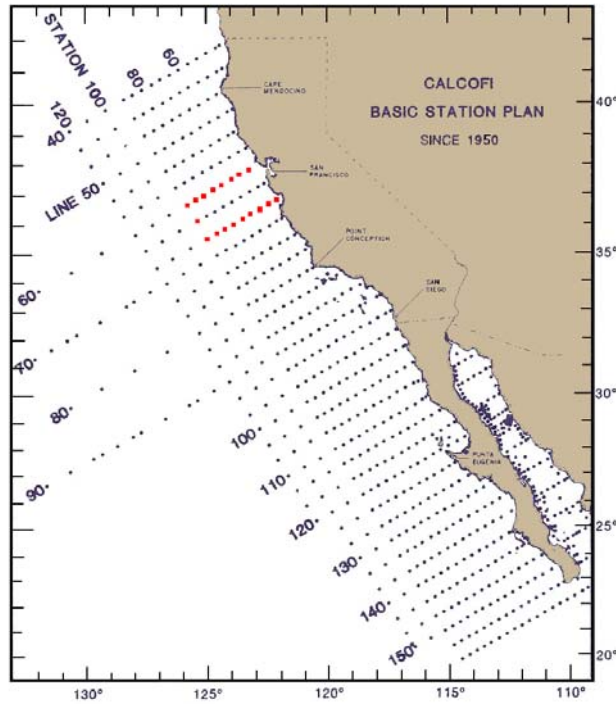 STATION 100
80
60
120
40
LINE 50
60
70
80
90
100
110
120
130
140
150
CALCOFI
BASIC STATION PLAN
SINCE 1950
CAPE
MENDOCINO
SAN
FRANCISCO
POINT
CONCEPTION
SAN
DIEGO
PUNTA
EUGENIA
40°
35°
30°
25°
20°
130°
125°
120°
115°
110°